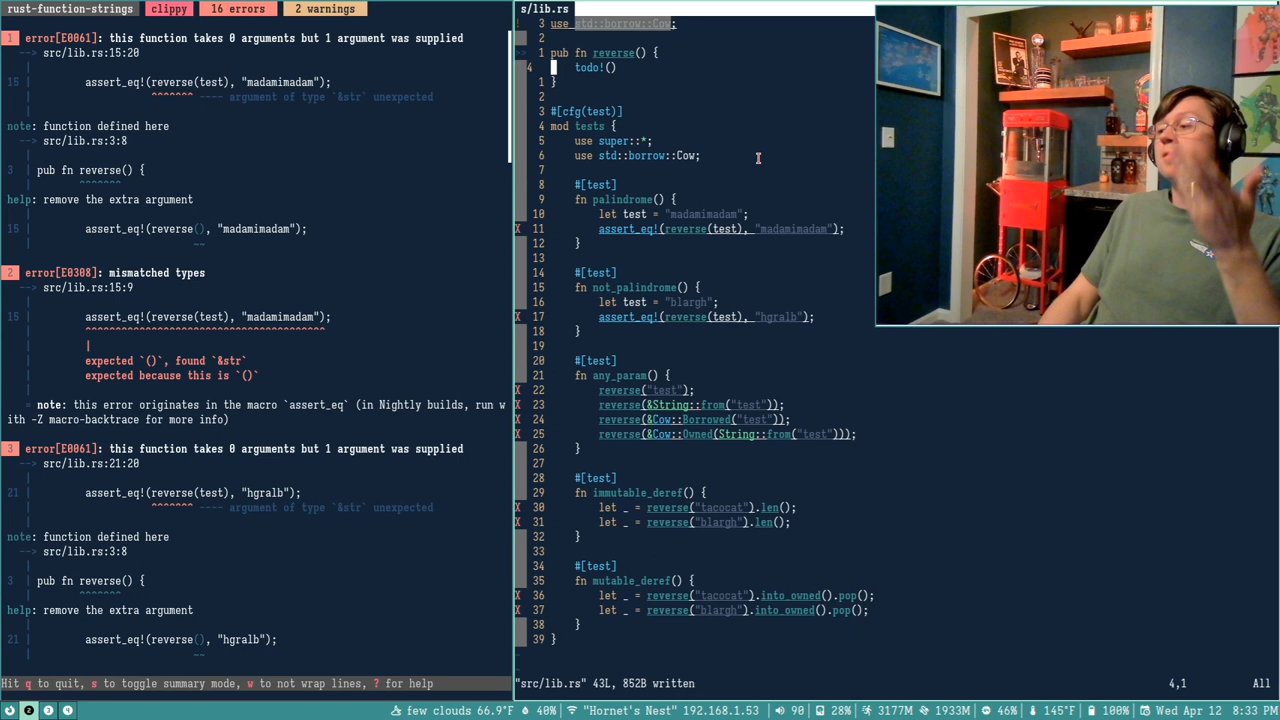 rust-function-strings clippy 16 errors 2 warnings
1 error[E0061]: this function takes 0 arguments but 1 argument was supplied
--> src/lib.rs:15:20
15 | assert_eq!(reverse(test), "madamimadam");
^^^^^^^ ---- argument of type `&str` unexpected
note: function defined here
--> src/lib.rs:3:8
3 | pub fn reverse() {
^^^^^^^
help: remove the extra argument
15 | assert_eq!(reverse(), "madamimadam");
2 error[E0308]: mismatched types
--> src/lib.rs:15:9
15 | assert_eq!(reverse(test), "madamimadam");
^^^^^^^^^^^^^^^^^^^^^^^^^^^^^^^^^^^^^^^^
|
expected `()`, found `&str`
expected because this is `()`
note: this error originates in the macro `assert_eq` (in Nightly builds, run w
ith -Z macro-backtrace for more info)
3 error[E0061]: this function takes 0 arguments but 1 argument was supplied
--> src/lib.rs:21:20
21 | assert_eq!(reverse(test), "hgralb");
^^^^^^^ ---- argument of type `&str` unexpected
note: function defined here
--> src/lib.rs:3:8
3 | pub fn reverse() {
^^^^^^^
help: remove the extra argument
21 | assert_eq!(reverse(), "hgralb");
Hit q to quit, s to toggle summary mode, w to not wrap lines, ? for help
s/lib.rs
! 3 use std::borrow::Cow;
2
>> 1 pub fn reverse() {
4 todo!()
1 }
2
3 #[cfg(test)]
4 mod tests {
5 use super::*;
6 use std::borrow::Cow;
7
8 #[test]
9 fn palindrome() {
10 let test = "madamimadam";
X 11 assert_eq!(reverse(test), "madamimadam");
12 }
13
14 #[test]
15 fn not_palindrome() {
16 let test = "blargh";
X 17 assert_eq!(reverse(test), "hgralb");
18 }
19
20 #[test]
21 fn any_param() {
X 22 reverse("test");
X 23 reverse(&String::from("test"));
X 24 reverse(&Cow::Borrowed("test"));
X 25 reverse(&Cow::Owned(String::from("test")));
26 }
27
28 #[test]
29 fn immutable_deref() {
X 30 let _ = reverse("tacocat").len();
X 31 let _ = reverse("blargh").len();
32 }
33
34 #[test]
35 fn mutable_deref() {
X 36 let _ = reverse("tacocat").into_owned().pop();
X 37 let _ = reverse("blargh").into_owned().pop();
38 }
39 }
~
~
"src/lib.rs" 43L, 852B written 4,1 All
2 3 4 few clouds 66.9°F 40% | "Hornet's Nest" 192.168.1.53 | 90 | 28% | 3177M 1933M | 46% | 145°F | 100% | Wed Apr 12 | 8:33 PM